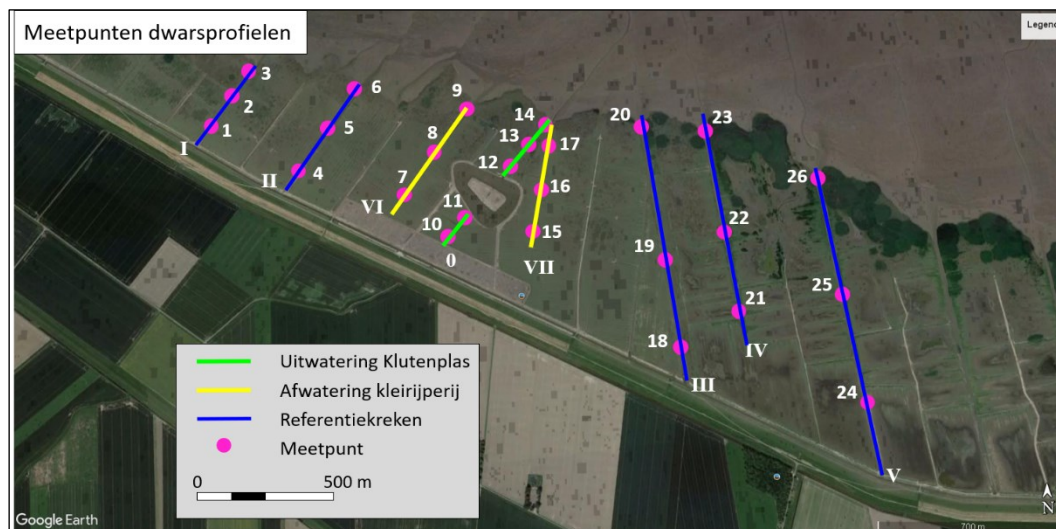 Meetpunten dwarsprofielen
Legend
3
2
1
I
6
5
4
II
9
8
7
VI
14
13
12
11
10
0
17
16
15
VII
20
19
18
III
23
22
21
IV
26
25
24
V
Uitwatering Klutenplas
Afwatering kleirijperij
Referentiekreken
Meetpunt
0 500 m
Google Earth
700 m
N